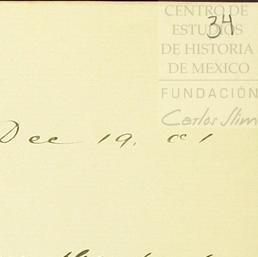 CENTRO DE
34
ESTUDIOS
DE HISTORIA
DE MEXICO
FUNDACIÓN
Carlos Slim
Dec 19. 01